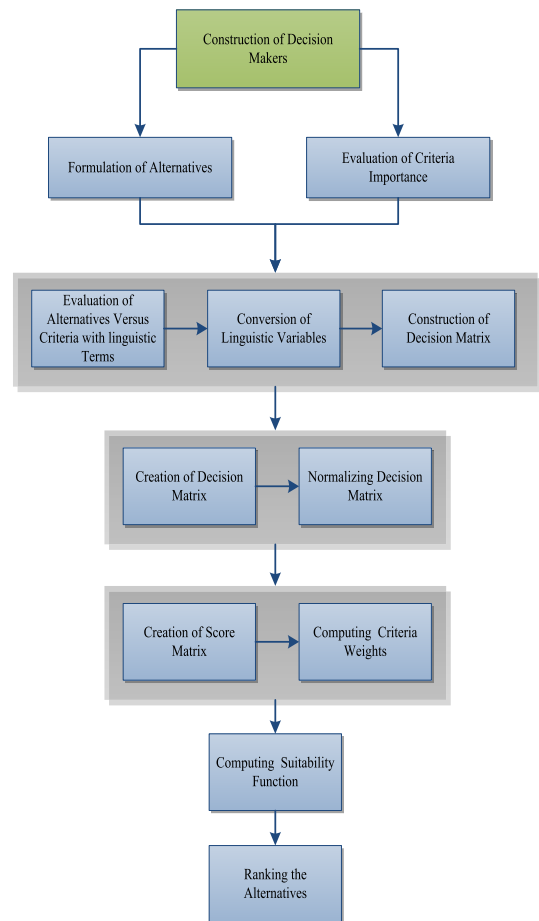 Construction of Decision
Makers
Formulation of Alternatives
Evaluation of Criteria
Importance
Evaluation of
Alternatives Versus
Criteria with linguistic
Terms
Conversion of
Linguistic Variables
Construction of
Decision Matrix
Creation of Decision
Matrix
Normalizing Decision
Matrix
Creation of Score
Matrix
Computing Criteria
Weights
Computing Suitability
Function
Ranking the
Alternatives